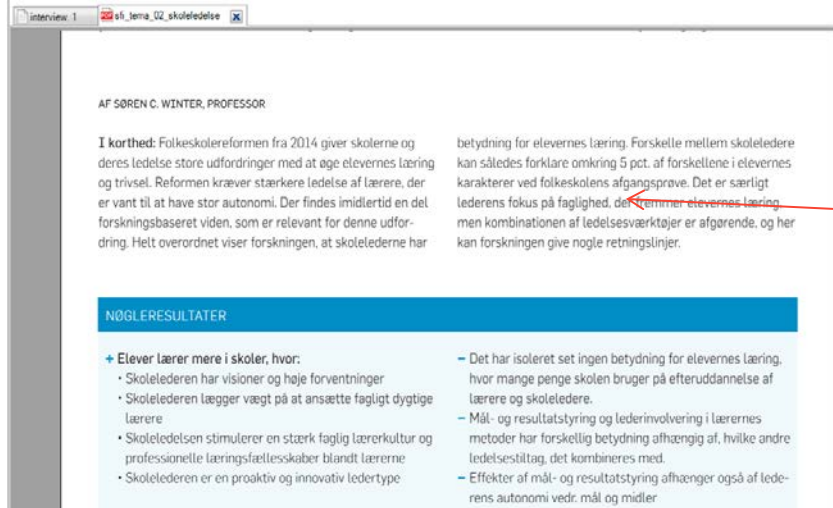 interview 1
sfi_tema_02_skoleledelse
AF SØREN C. WINTER, PROFESSOR
I korthed: Folkeskolereformen fra 2014 giver skolerne og
deres ledelse store udfordringer med at øge elevernes læring
og trivsel. Reformen kræver stærkere ledelse af lærere, der
er vant til at have stor autonomi. Der findes imidlertid en del
forskningsbaseret viden, som er relevant for denne udfor-
dring. Helt overordnet viser forskningen, at skolelederne har
betydning for elevernes læring. Forskelle mellem skoleledere
kan således forklare omkring 5 pct. af forskellene i elevernes
karakterer ved folkeskolens afgangsprøve. Det er særligt
lederens fokus på faglighed, der fremmer elevernes læring,
men kombinationen af ledelsesværktøjer er afgørende, og her
kan forskningen give nogle retningslinjer.
NØGLERESULTATER
+ Elever lærer mere i skoler, hvor:
• Skolelederen har visioner og høje forventninger
• Skolelederen lægger vægt på at ansætte fagligt dygtige
lærere
• Skoleledelsen stimulerer en stærk faglig lærerkultur og
professionelle læringsfællesskaber blandt lærerne
• Skolelederen er en proaktiv og innovativ ledertype
– Det har isoleret set ingen betydning for elevernes læring,
hvor mange penge skolen bruger på efteruddannelse af
lærere og skoleledere.
– Mål- og resultatstyring og lederinvolvering i lærernes
metoder har forskellig betydning afhængig af, hvilke andre
ledelsestiltag, det kombineres med.
– Effekter af mål- og resultatstyring afhænger også af lede-
rens autonomi vedr. mål og midler